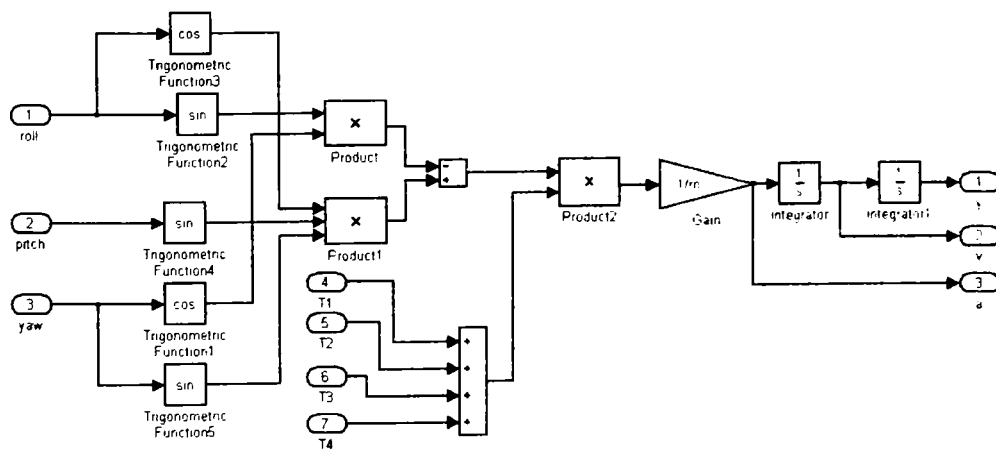 cos
Trigonometric
Function3
1
roll
sin
Trigonometric
Function2
×
Product
-
+
2
pitch
sin
Trigonometric
Function4
×
Product1
×
Product2
1/m
Gain
1
s
Integrator
1
s
Integrator1
1
v
3
a
3
yaw
cos
Trigonometric
Function1
sin
Trigonometric
Function5
4
T1
5
T2
6
T3
7
T4
+
+
+
+